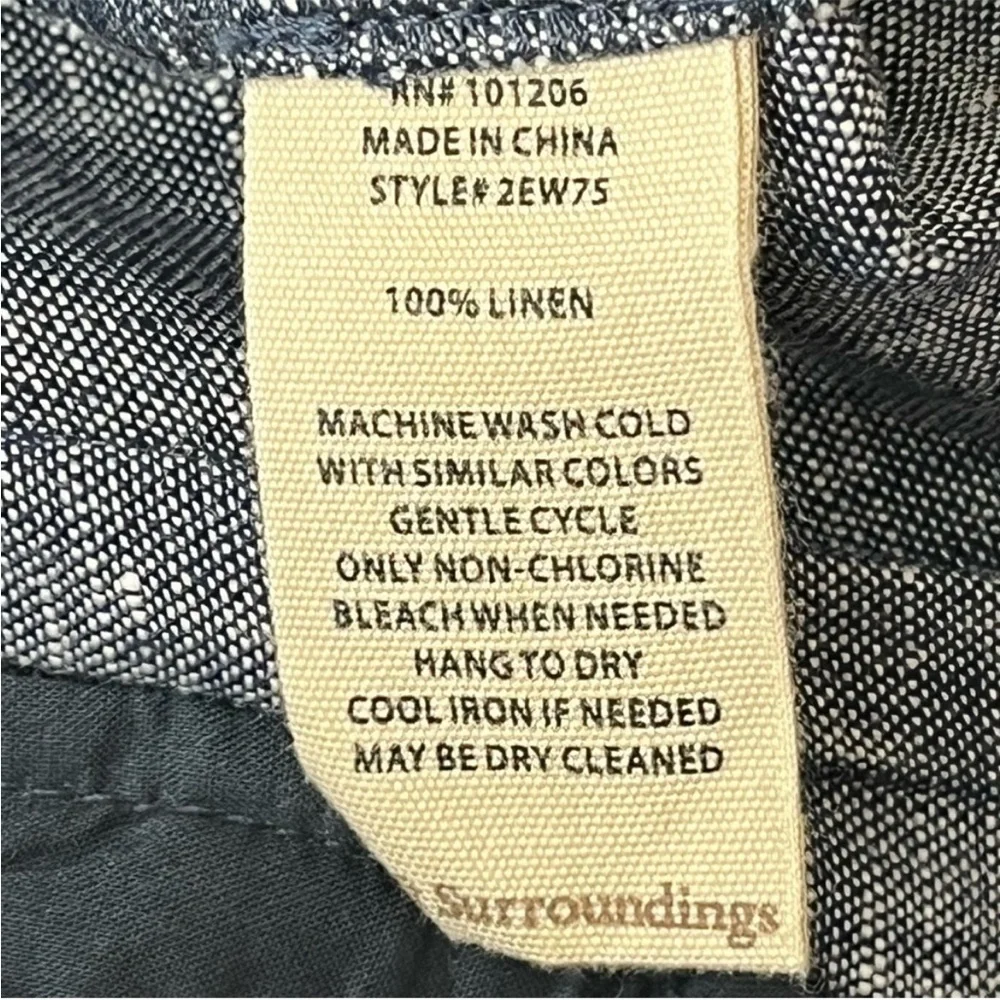 RN# 101206
MADE IN CHINA
STYLE# 2EW75
100% LINEN
MACHINE WASH COLD
WITH SIMILAR COLORS
GENTLE CYCLE
ONLY NON-CHLORINE
BLEACH WHEN NEEDED
HANG TO DRY
COOL IRON IF NEEDED
MAY BE DRY CLEANED
Surroundings